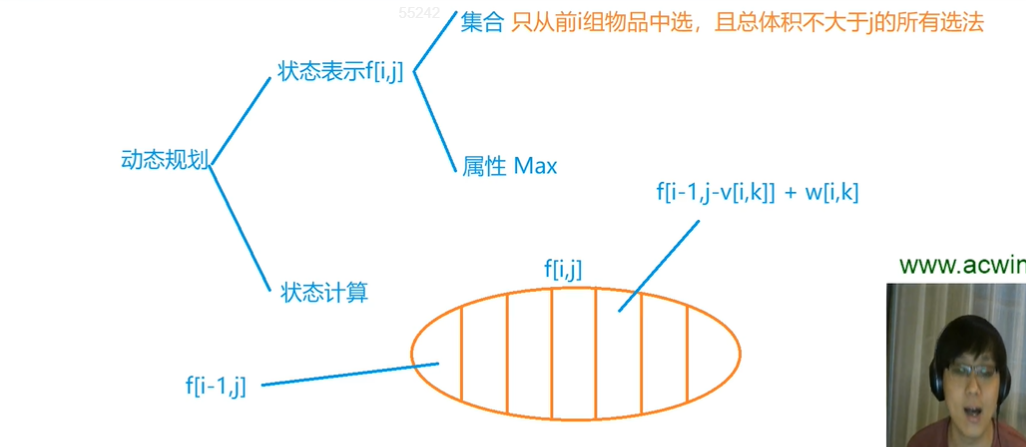 55242
集合 只从前i组物品中选，且总体积不大于j的所有选法
状态表示f[i,j]
动态规划
属性 Max
f[i-1,j-v[i,k]] + w[i,k]
f[i,j]
www.acwin
状态计算
f[i-1,j]